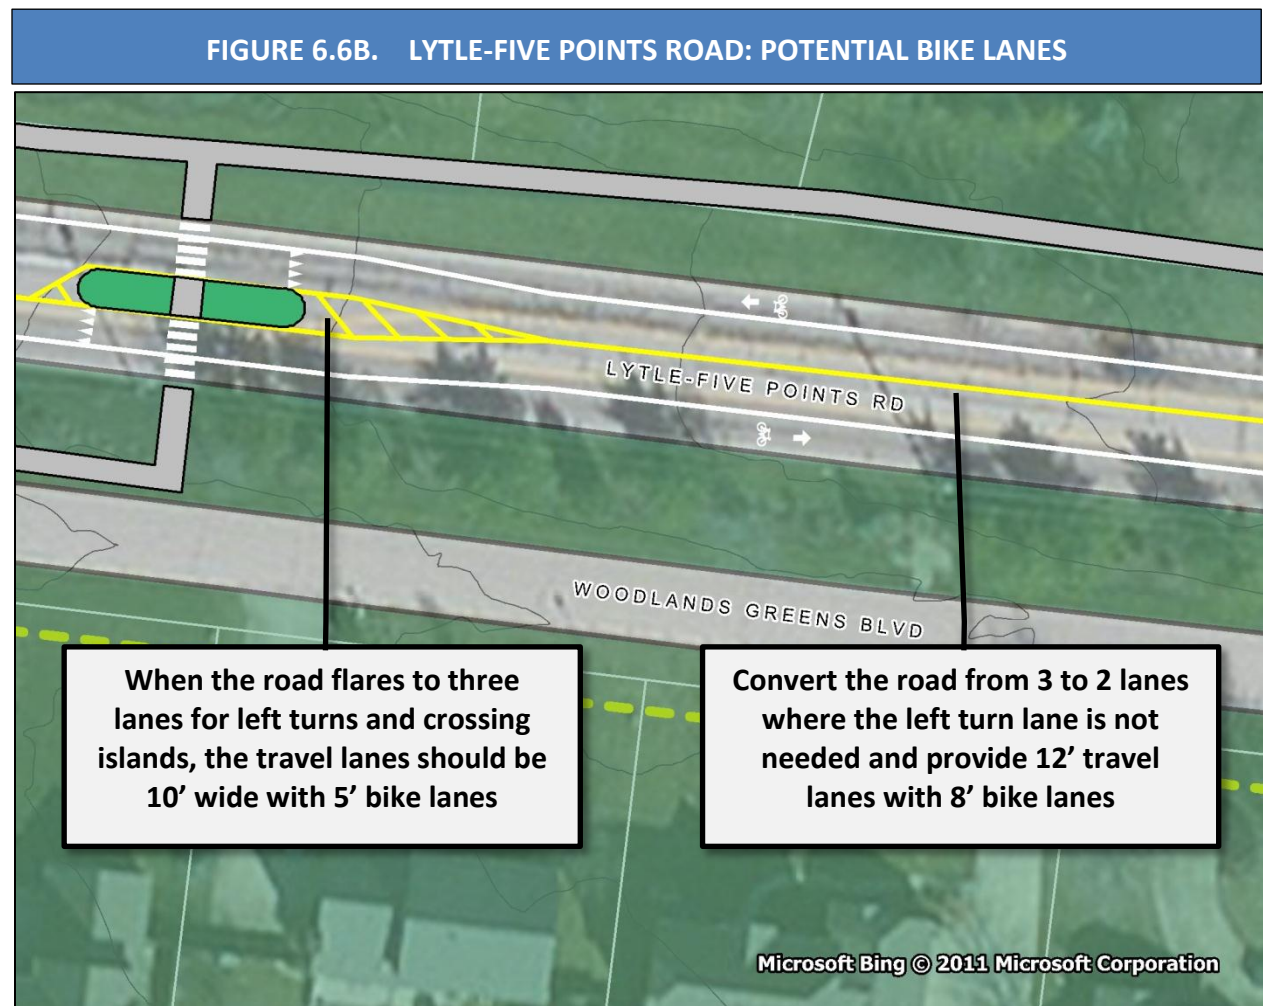 FIGURE 6.6B. LYTLE-FIVE POINTS ROAD: POTENTIAL BIKE LANES
LYTLE-FIVE POINTS RD
WOODLANDS GREENS BLVD
When the road flares to three
lanes for left turns and crossing
islands, the travel lanes should be
10’ wide with 5’ bike lanes
Convert the road from 3 to 2 lanes
where the left turn lane is not
needed and provide 12’ travel
lanes with 8’ bike lanes
Microsoft Bing © 2011 Microsoft Corporation